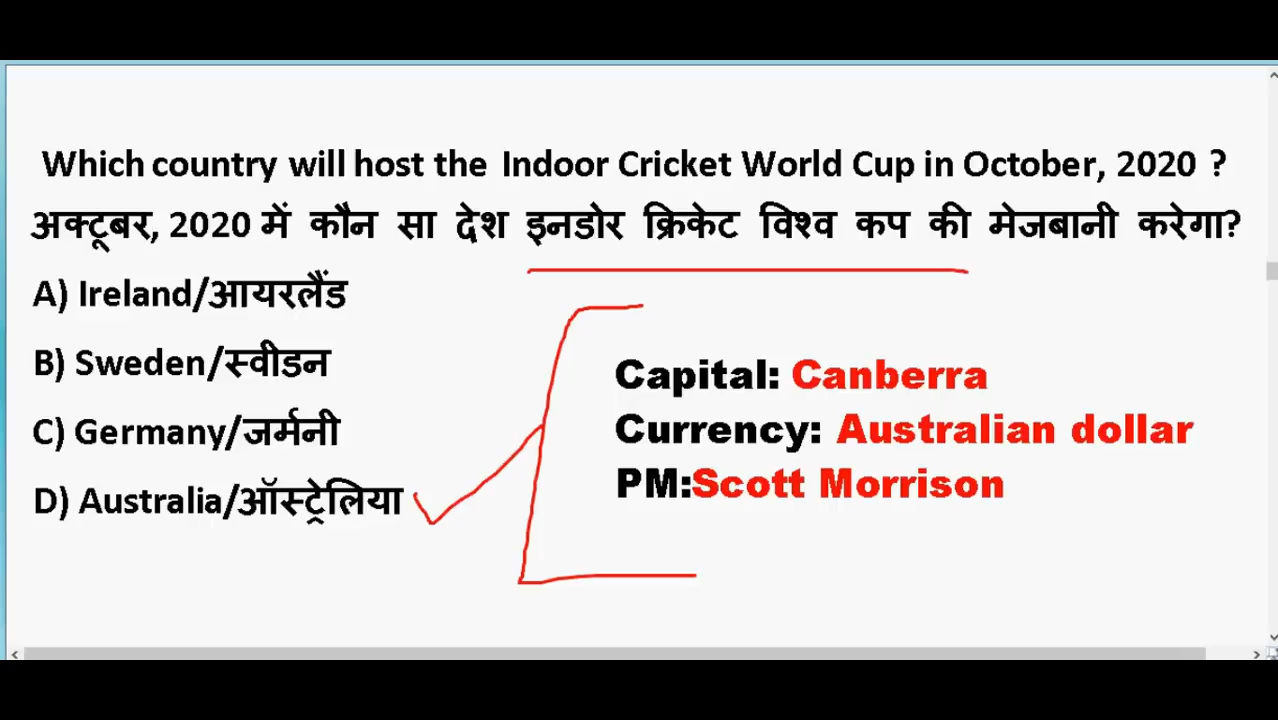 Which country will host the Indoor Cricket World Cup in October, 2020 ?
अक्टूबर, 2020 में कौन सा देश इनडोर क्रिकेट विश्व कप की मेजबानी करेगा?
A) Ireland/आयरलैंड
B) Sweden/स्वीडन
C) Germany/जर्मनी
D) Australia/ऑस्ट्रेलिया
Capital: Canberra
Currency: Australian dollar
PM:Scott Morrison